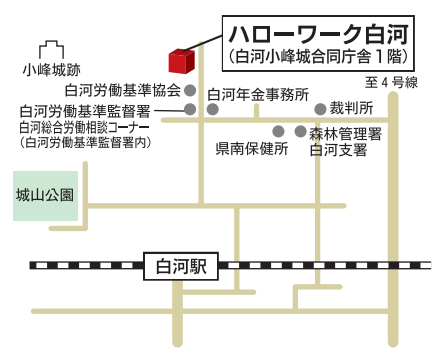 ハローワーク白河
（白河小峰城合同庁舎１階）
小峰城跡
至４号線
白河労働基準協会
白河年金事務所
白河労働基準監督署
白河総合労働相談コーナー
（白河労働基準監督署内）
裁判所
県南保健所
森林管理署
白河支署
城山公園
白河駅